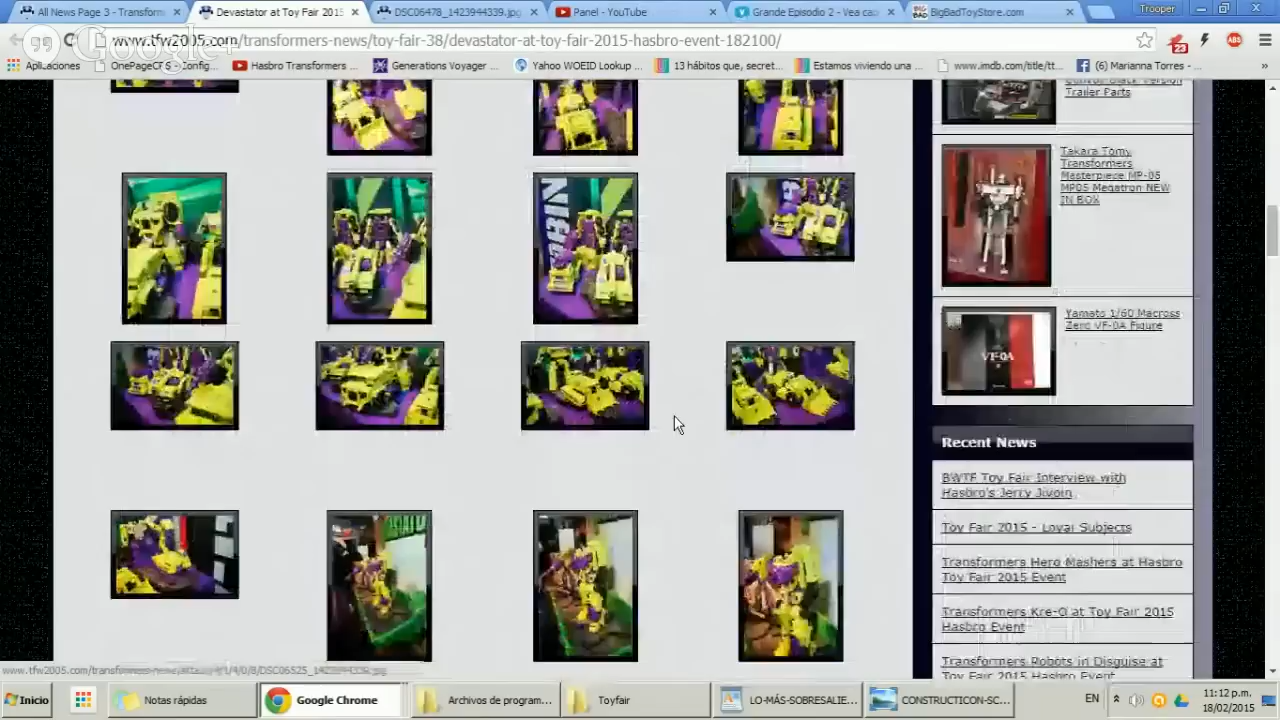 All News Page 3 - Transform
Devastator at Toy Fair 2015
DSC06478_1423944339.jpg
Panel - YouTube
Grande Episodio 2 - Vea cap
BigBadToyStore.com
Trooper
Google+
www.tfw2005.com/transformers-news/toy-fair-38/devastator-at-toy-fair-2015-hasbro-event-182100/
23
ABS
Aplicaciones
OnePageCRS - Config...
Hasbro Transformers ...
Generations Voyager ...
Yahoo WOEID Lookup ...
13 hábitos que, secret...
Estamos viviendo una ...
www.imdb.com/title/tt...
(6) Marianna Torres - ...
»
Trailer Parts
Takara Tomy
Transformers
Masterpiece MP-05
MP05 Megatron NEW
IN BOX
Yamato 1/60 Macross
Zero VF-0A Future
VF-0A
Recent News
BWTF Toy Fair Interview with
Hasbro's Jerry Jivoin
Toy Fair 2015 - Loyal Subjects
Transformers Hero Mashers at Hasbro
Toy Fair 2015 Event
Transformers Kre-O at Toy Fair 2015
Hasbro Event
Transformers Robots in Disguise at
Toy Fair 2015 Hasbro Event
Inicio
Notas rápidas
Google Chrome
Archivos de program...
Toyfair
LO-MÁS-SOBRESALIE...
CONSTRUCTICON-SC...
EN
11:12 p.m.
18/02/2015